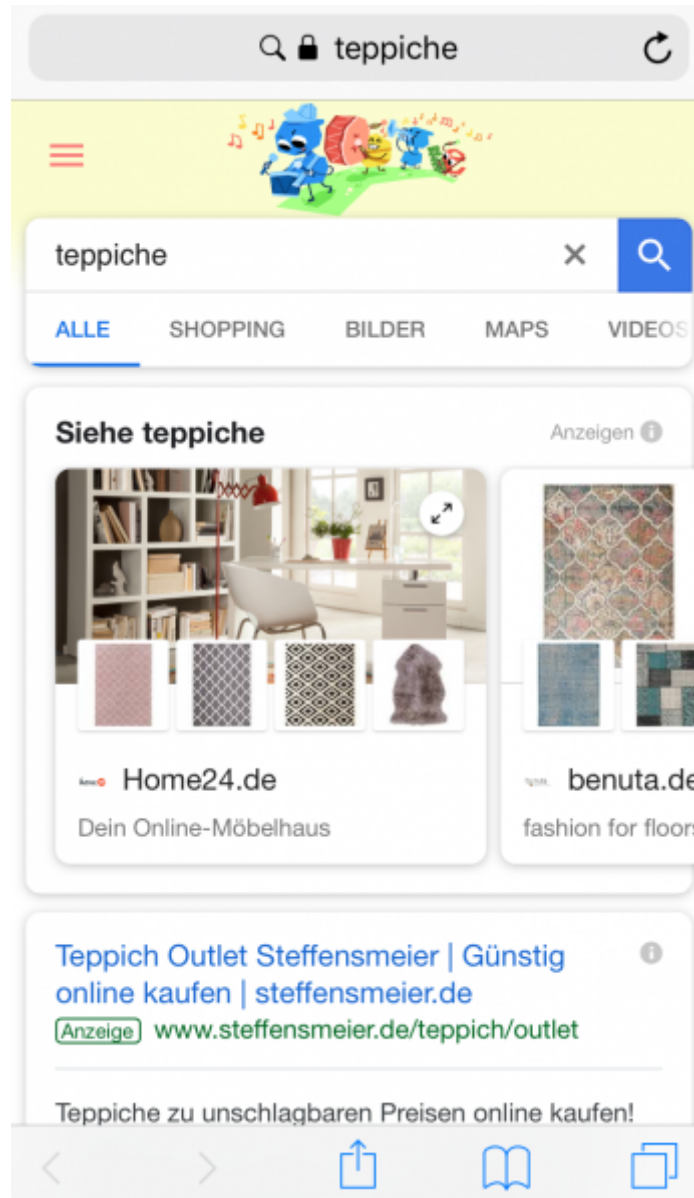 teppiche
teppiche
ALLE SHOPPING BILDER MAPS VIDEOS
Siehe teppiche Anzeigen
Home24.de
Dein Online-Möbelhaus
benuta.de
fashion for floors
Teppich Outlet Steffensmeier | Günstig
online kaufen | steffensmeier.de
Anzeige www.steffensmeier.de/teppich/outlet
Teppiche zu unschlagbaren Preisen online kaufen!